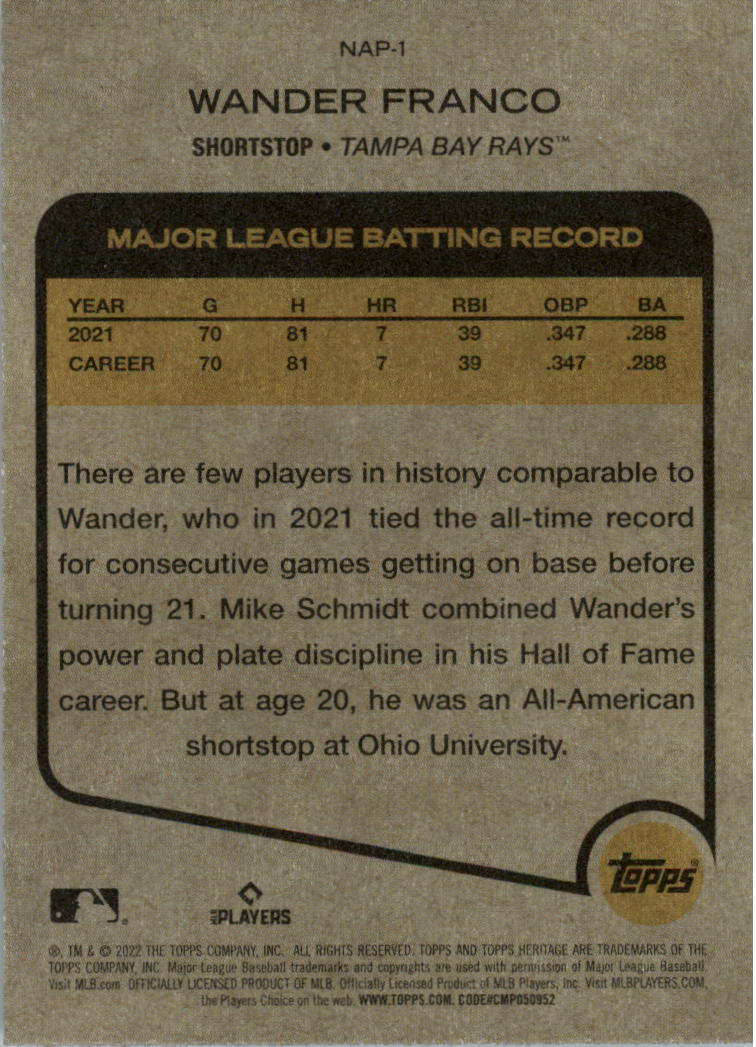 NAP-1
WANDER FRANCO
SHORTSTOP • TAMPA BAY RAYS™
MAJOR LEAGUE BATTING RECORD
YEAR G H HR RBI OBP BA
2021 70 81 7 39 .347 .288
CAREER 70 81 7 39 .347 .288
There are few players in history comparable to
Wander, who in 2021 tied the all-time record
for consecutive games getting on base before
turning 21. Mike Schmidt combined Wander's
power and plate discipline in his Hall of Fame
career. But at age 20, he was an All-American
shortstop at Ohio University.
topps®
PLAYERS
®, TM & © 2022 THE TOPPS COMPANY, INC. ALL RIGHTS RESERVED. TOPPS AND TOPPS HERITAGE ARE TRADEMARKS OF THE
TOPPS COMPANY, INC. Major League Baseball trademarks and copyrights are used with permission of Major League Baseball.
Visit MLB.com OFFICIALLY LICENSED PRODUCT OF MLB. Officially Licensed Product of MLB Players, Inc. Visit MLBPLAYERS.COM,
the Players Choice on the web. WWW.TOPPS.COM. CODE#CMP050952